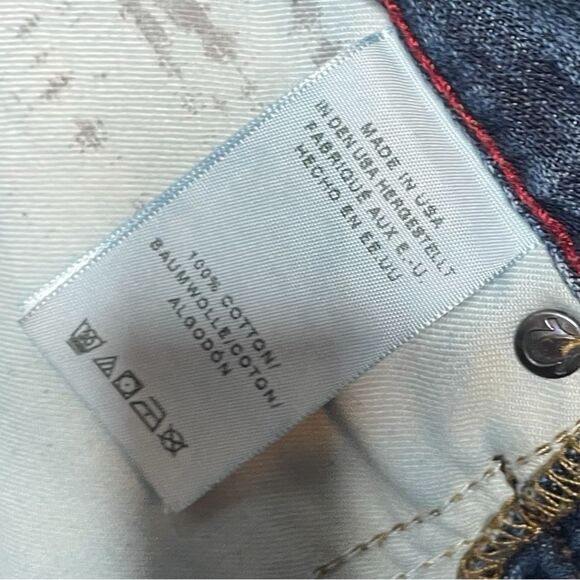 MADE IN USA
IN DEN USA HERGESTELLT
FABRIQUÉ AUX E.-U.
HECHO EN EE.UU
100% COTTON/
BAUMWOLLE/COTON/
ALGODÓN